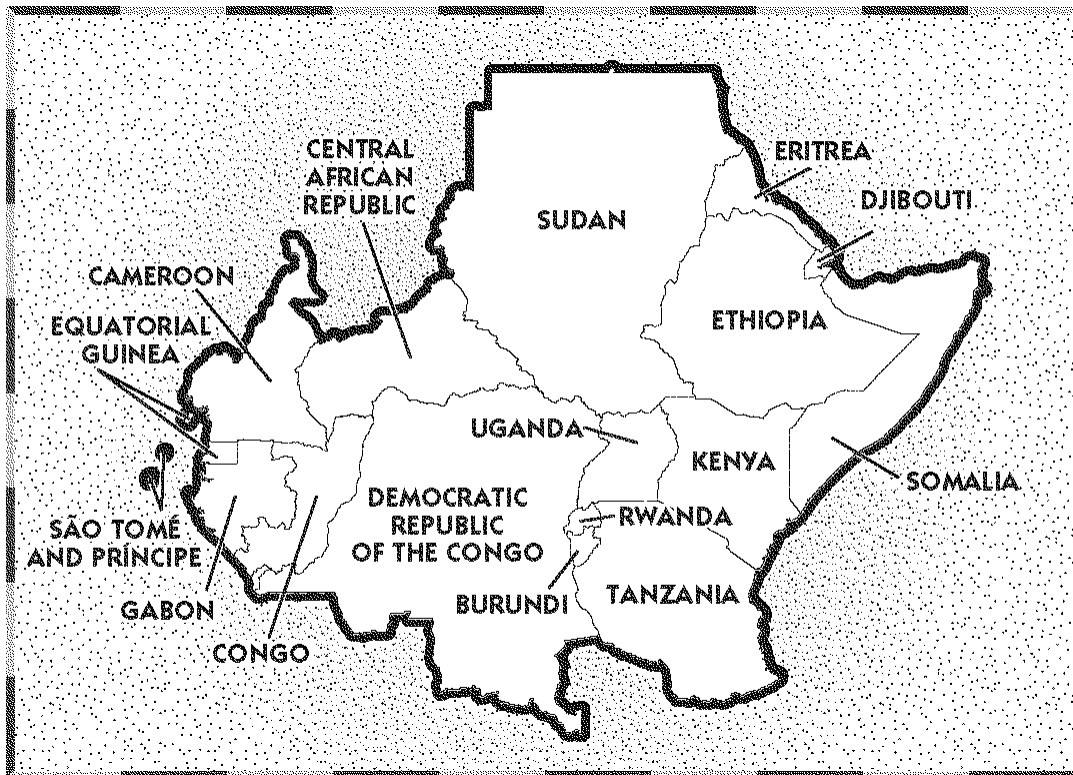 CENTRAL
AFRICAN
REPUBLIC
ERITREA
DJIBOUTI
SUDAN
CAMEROON
EQUATORIAL
GUINEA
ETHIOPIA
UGANDA
KENYA
SOMALIA
DEMOCRATIC
REPUBLIC
OF THE CONGO
RWANDA
SÃO TOMÉ
AND PRÍNCIPE
BURUNDI
TANZANIA
GABON
CONGO